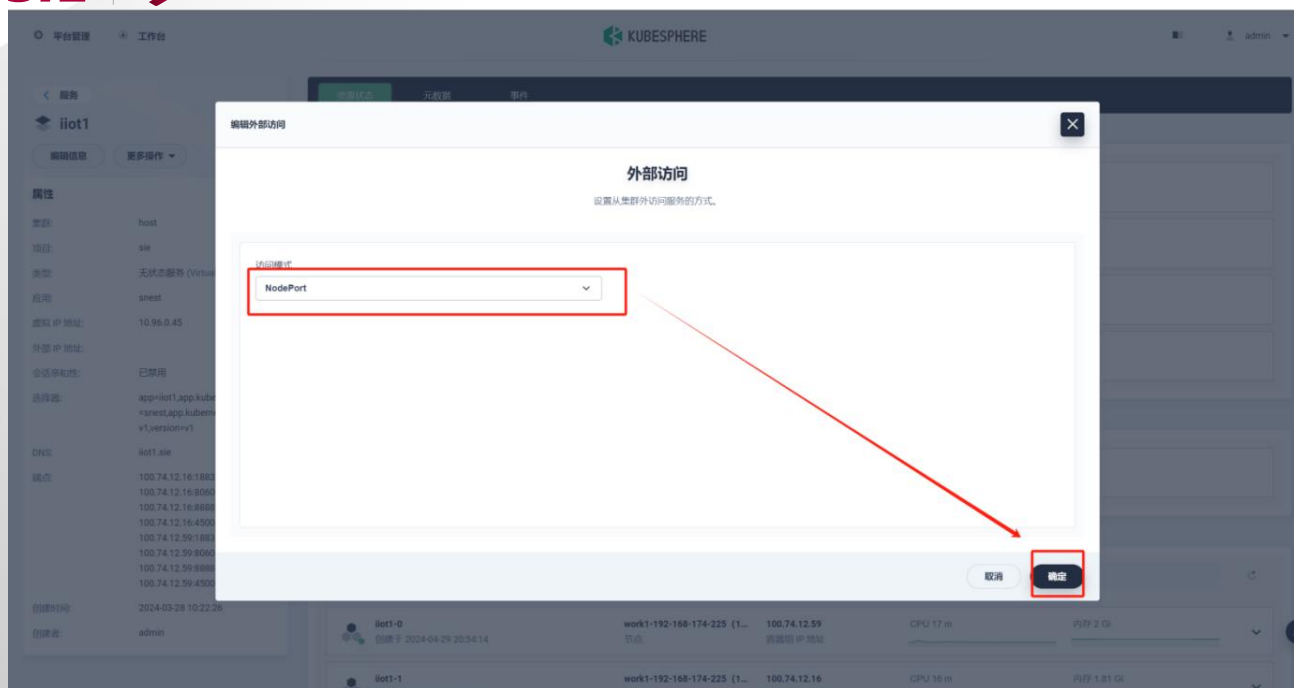 平台管理
工作台
KUBESPHERE
admin
服务
资源状态
元数据
事件
iiot1
编辑信息
更多操作
属性
集群:
host
项目:
sie
类型:
无状态服务 (Virtua
应用:
snest
虚拟 IP 地址:
10.96.0.45
外部 IP 地址:
会话亲和性:
已禁用
选择器:
app=iiot1,app.kube
=snest,app.kuberne
v1,version=v1
DNS:
iiot1.sie
端点:
100.74.12.16:1883
100.74.12.16:8060
100.74.12.16:8888
100.74.12.16:4500
100.74.12.59:1883
100.74.12.59:8060
100.74.12.59:8888
100.74.12.59:4500
创建时间:
2024-03-28 10:22:26
创建者:
admin
编辑外部访问
外部访问
设置从集群外访问服务的方式。
访问模式
NodePort
取消
确定
iiot1-0
创建于 2024-04-29 20:54:14
work1-192-168-174-225 (1...
节点
100.74.12.59
容器组 IP 地址
CPU 17 m
内存 2 Gi
iiot1-1
work1-192-168-174-225 (1...
100.74.12.16
CPU 16 m
内存 1.81 Gi